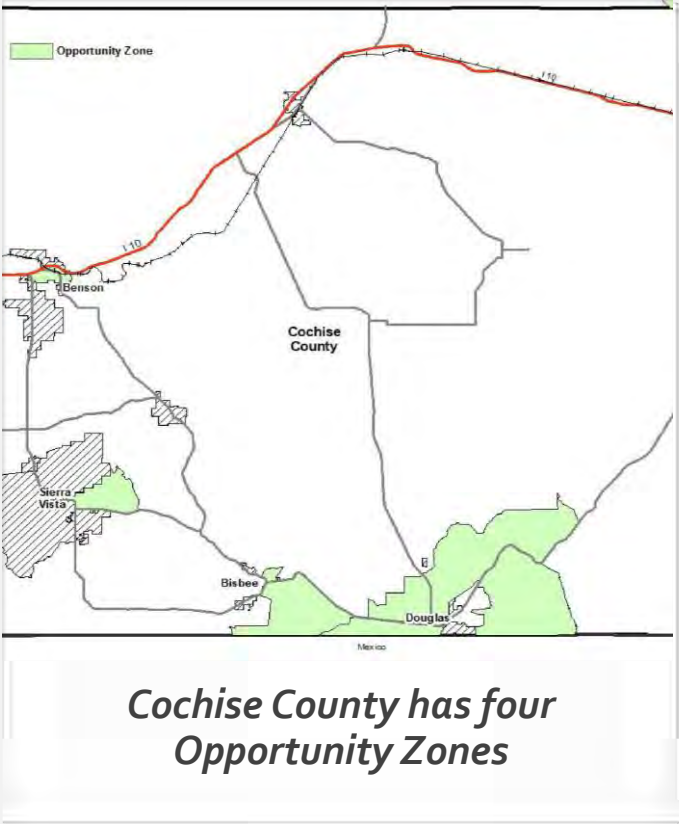 Opportunity Zone
I 10
I 10
Benson
Cochise
County
Sierra
Vista
Bisbee
Douglas
Mexico
Cochise County has four
Opportunity Zones